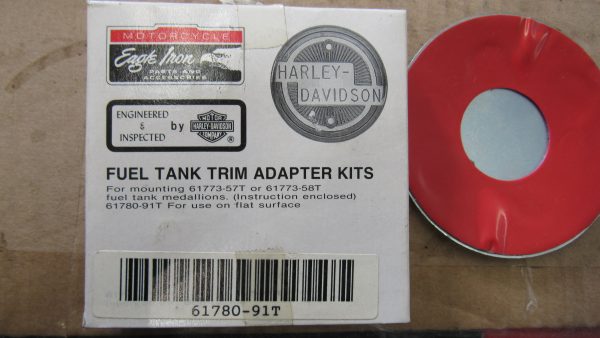 MOTORCYCLE
Eagle Iron
PARTS AND
ACCESSORIES
HARLEY-
DAVIDSON
ENGINEERED
&
INSPECTED
by
MOTOR
HARLEY-DAVIDSON
COMPANY
®
FUEL TANK TRIM ADAPTER KITS
For mounting 61773-57T or 61773-58T
fuel tank medallions. (Instruction enclosed)
61780-91T For use on flat surface
61780-91T